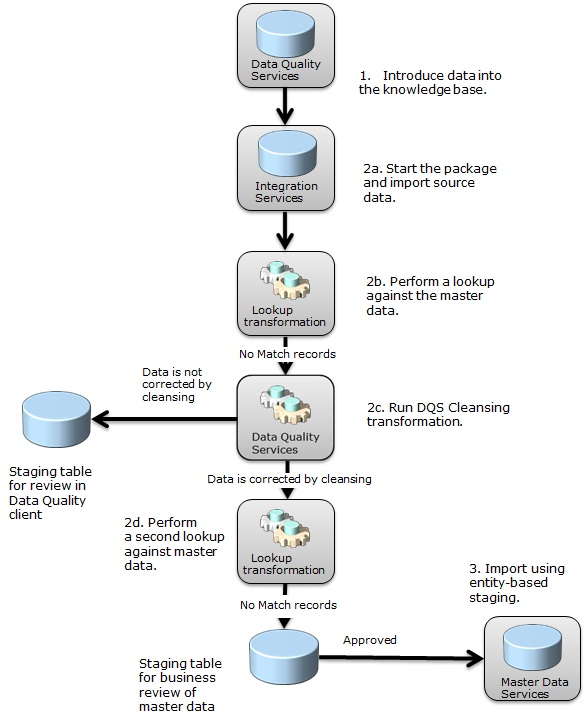 Data Quality
Services
1. Introduce data into
the knowledge base.
Integration
Services
2a. Start the package
and import source
data.
Lookup
transformation
2b. Perform a lookup
against the master
data.
No Match records
Data is not
corrected by
cleansing
Data Quality
Services
2c. Run DQS Cleansing
transformation.
Staging table
for review in
Data Quality
client
Data is corrected by cleansing
2d. Perform
a second lookup
against master
data.
Lookup
transformation
No Match records
3. Import using
entity-based
staging.
Staging table
for business
review of
master data
Approved
Master Data
Services